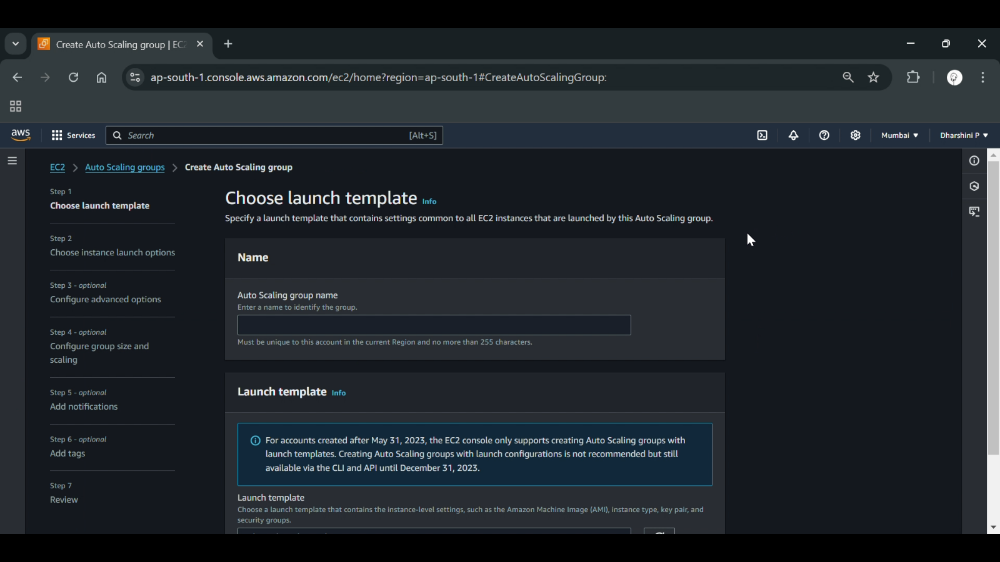 Create Auto Scaling group | EC2
ap-south-1.console.aws.amazon.com/ec2/home?region=ap-south-1#CreateAutoScalingGroup:
aws
Services
Search
[Alt+S]
Mumbai
Dharshini P
EC2
Auto Scaling groups
Create Auto Scaling group
Step 1
Choose launch template
Step 2
Choose instance launch options
Step 3 - optional
Configure advanced options
Step 4 - optional
Configure group size and
scaling
Step 5 - optional
Add notifications
Step 6 - optional
Add tags
Step 7
Review
Choose launch template Info
Specify a launch template that contains settings common to all EC2 instances that are launched by this Auto Scaling group.
Name
Auto Scaling group name
Enter a name to identify the group.
Must be unique to this account in the current Region and no more than 255 characters.
Launch template Info
For accounts created after May 31, 2023, the EC2 console only supports creating Auto Scaling groups with
launch templates. Creating Auto Scaling groups with launch configurations is not recommended but still
available via the CLI and API until December 31, 2023.
Launch template
Choose a launch template that contains the instance-level settings, such as the Amazon Machine Image (AMI), instance type, key pair, and
security groups.